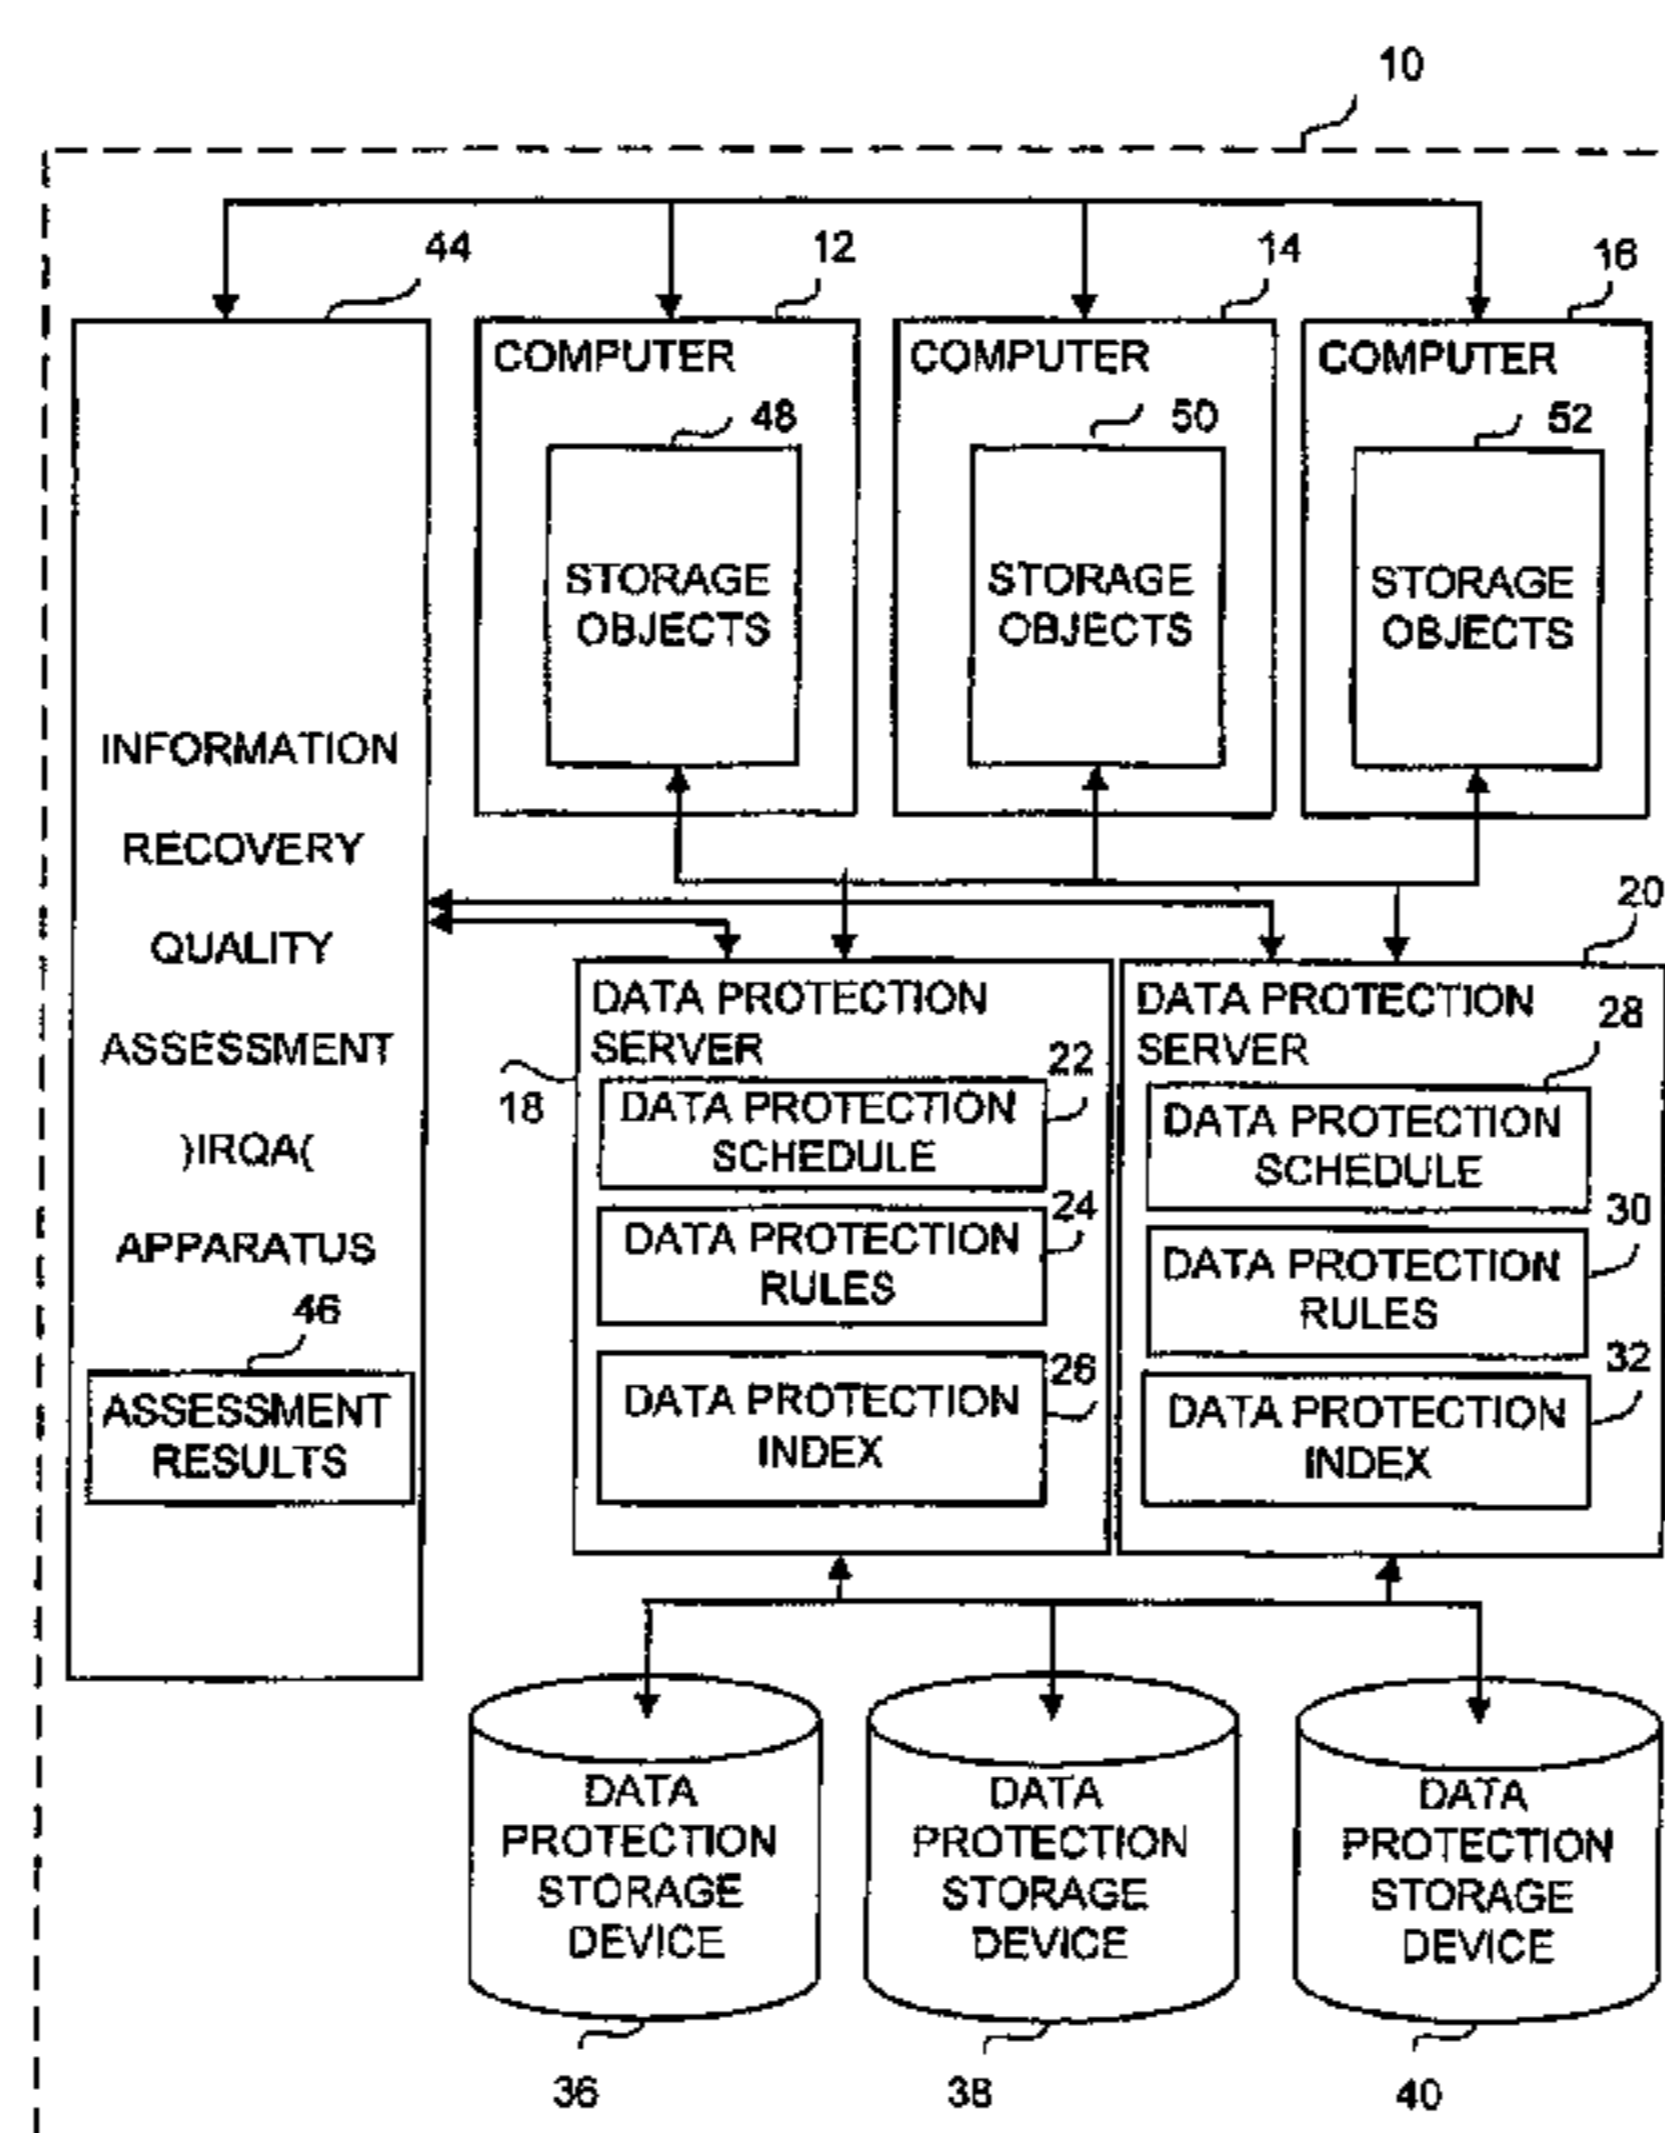 10
44
12
14
16
COMPUTER
COMPUTER
COMPUTER
48
50
52
STORAGE
OBJECTS
STORAGE
OBJECTS
STORAGE
OBJECTS
INFORMATION
RECOVERY
QUALITY
ASSESSMENT
)IRQA(
APPARATUS
46
ASSESSMENT
RESULTS
20
18
DATA PROTECTION
SERVER
22
DATA PROTECTION
SCHEDULE
24
DATA PROTECTION
RULES
26
DATA PROTECTION
INDEX
DATA PROTECTION
SERVER
28
DATA PROTECTION
SCHEDULE
30
DATA PROTECTION
RULES
32
DATA PROTECTION
INDEX
DATA
PROTECTION
STORAGE
DEVICE
DATA
PROTECTION
STORAGE
DEVICE
DATA
PROTECTION
STORAGE
DEVICE
36
38
40